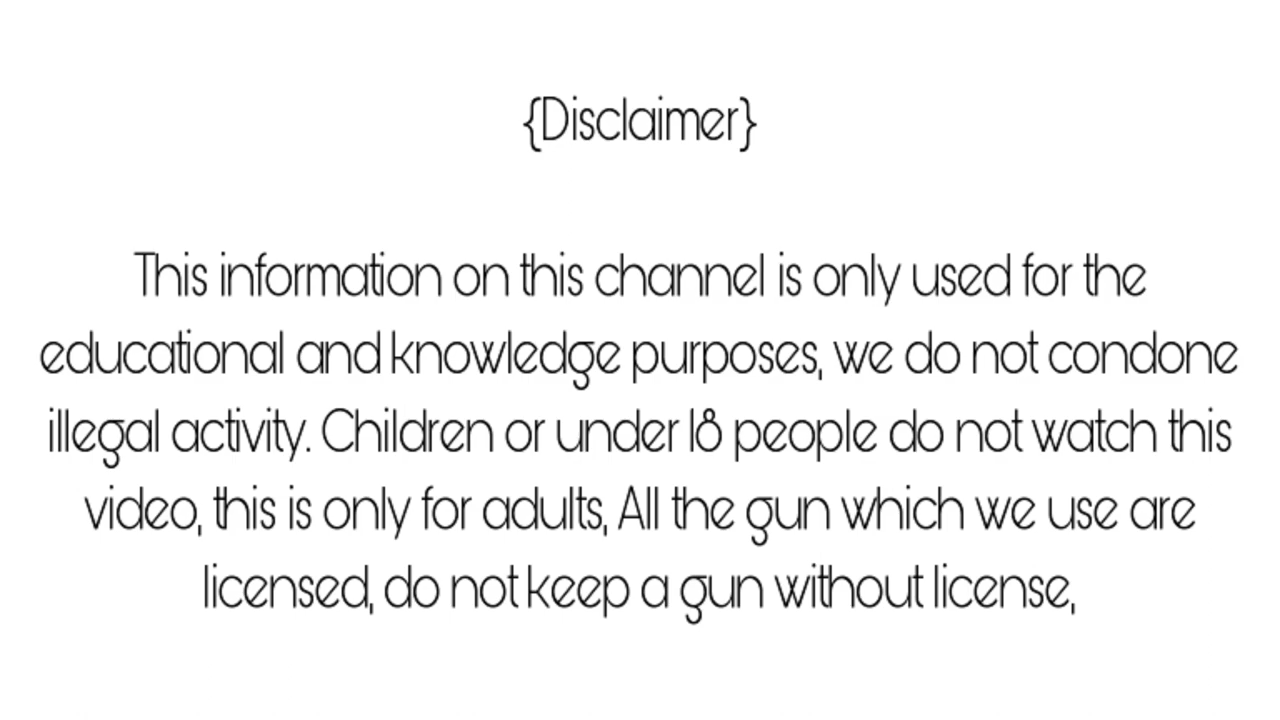 {Disclaimer}
This information on this channel is only used for the
educational and knowledge purposes, we do not condone
illegal activity. Children or under 18 people do not watch this
video, this is only for adults, All the gun which we use are
licensed, do not keep a gun without license,